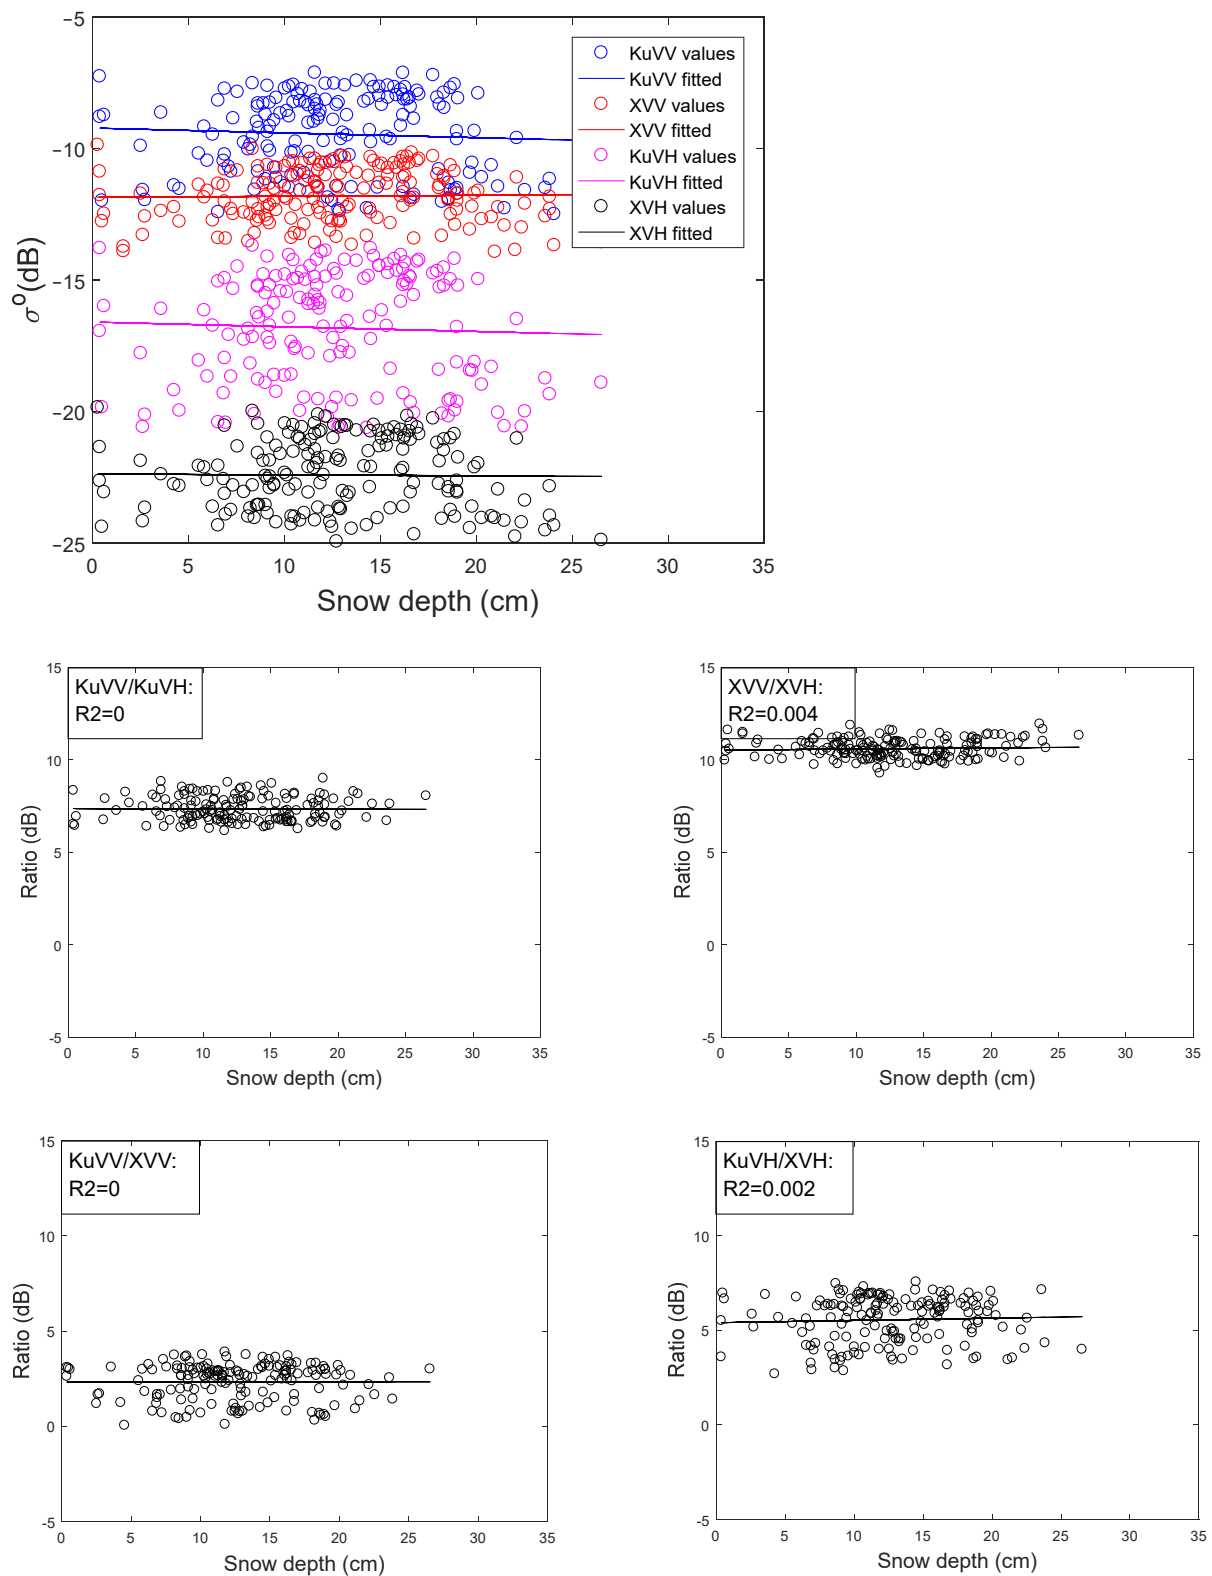 −5
−10
−15
−20
−25
σ⁰(dB)
0 5 10 15 20 25 30 35
Snow depth (cm)
KuVV values
KuVV fitted
XVV values
XVV fitted
KuVH values
KuVH fitted
XVH values
XVH fitted
15
10
5
0
-5
Ratio (dB)
KuVV/KuVH:
R2=0
0 5 10 15 20 25 30 35
Snow depth (cm)
15
10
5
0
-5
Ratio (dB)
XVV/XVH:
R2=0.004
0 5 10 15 20 25 30 35
Snow depth (cm)
15
10
5
0
-5
Ratio (dB)
KuVV/XVV:
R2=0
0 5 10 15 20 25 30 35
Snow depth (cm)
15
10
5
0
-5
Ratio (dB)
KuVH/XVH:
R2=0.002
0 5 10 15 20 25 30 35
Snow depth (cm)